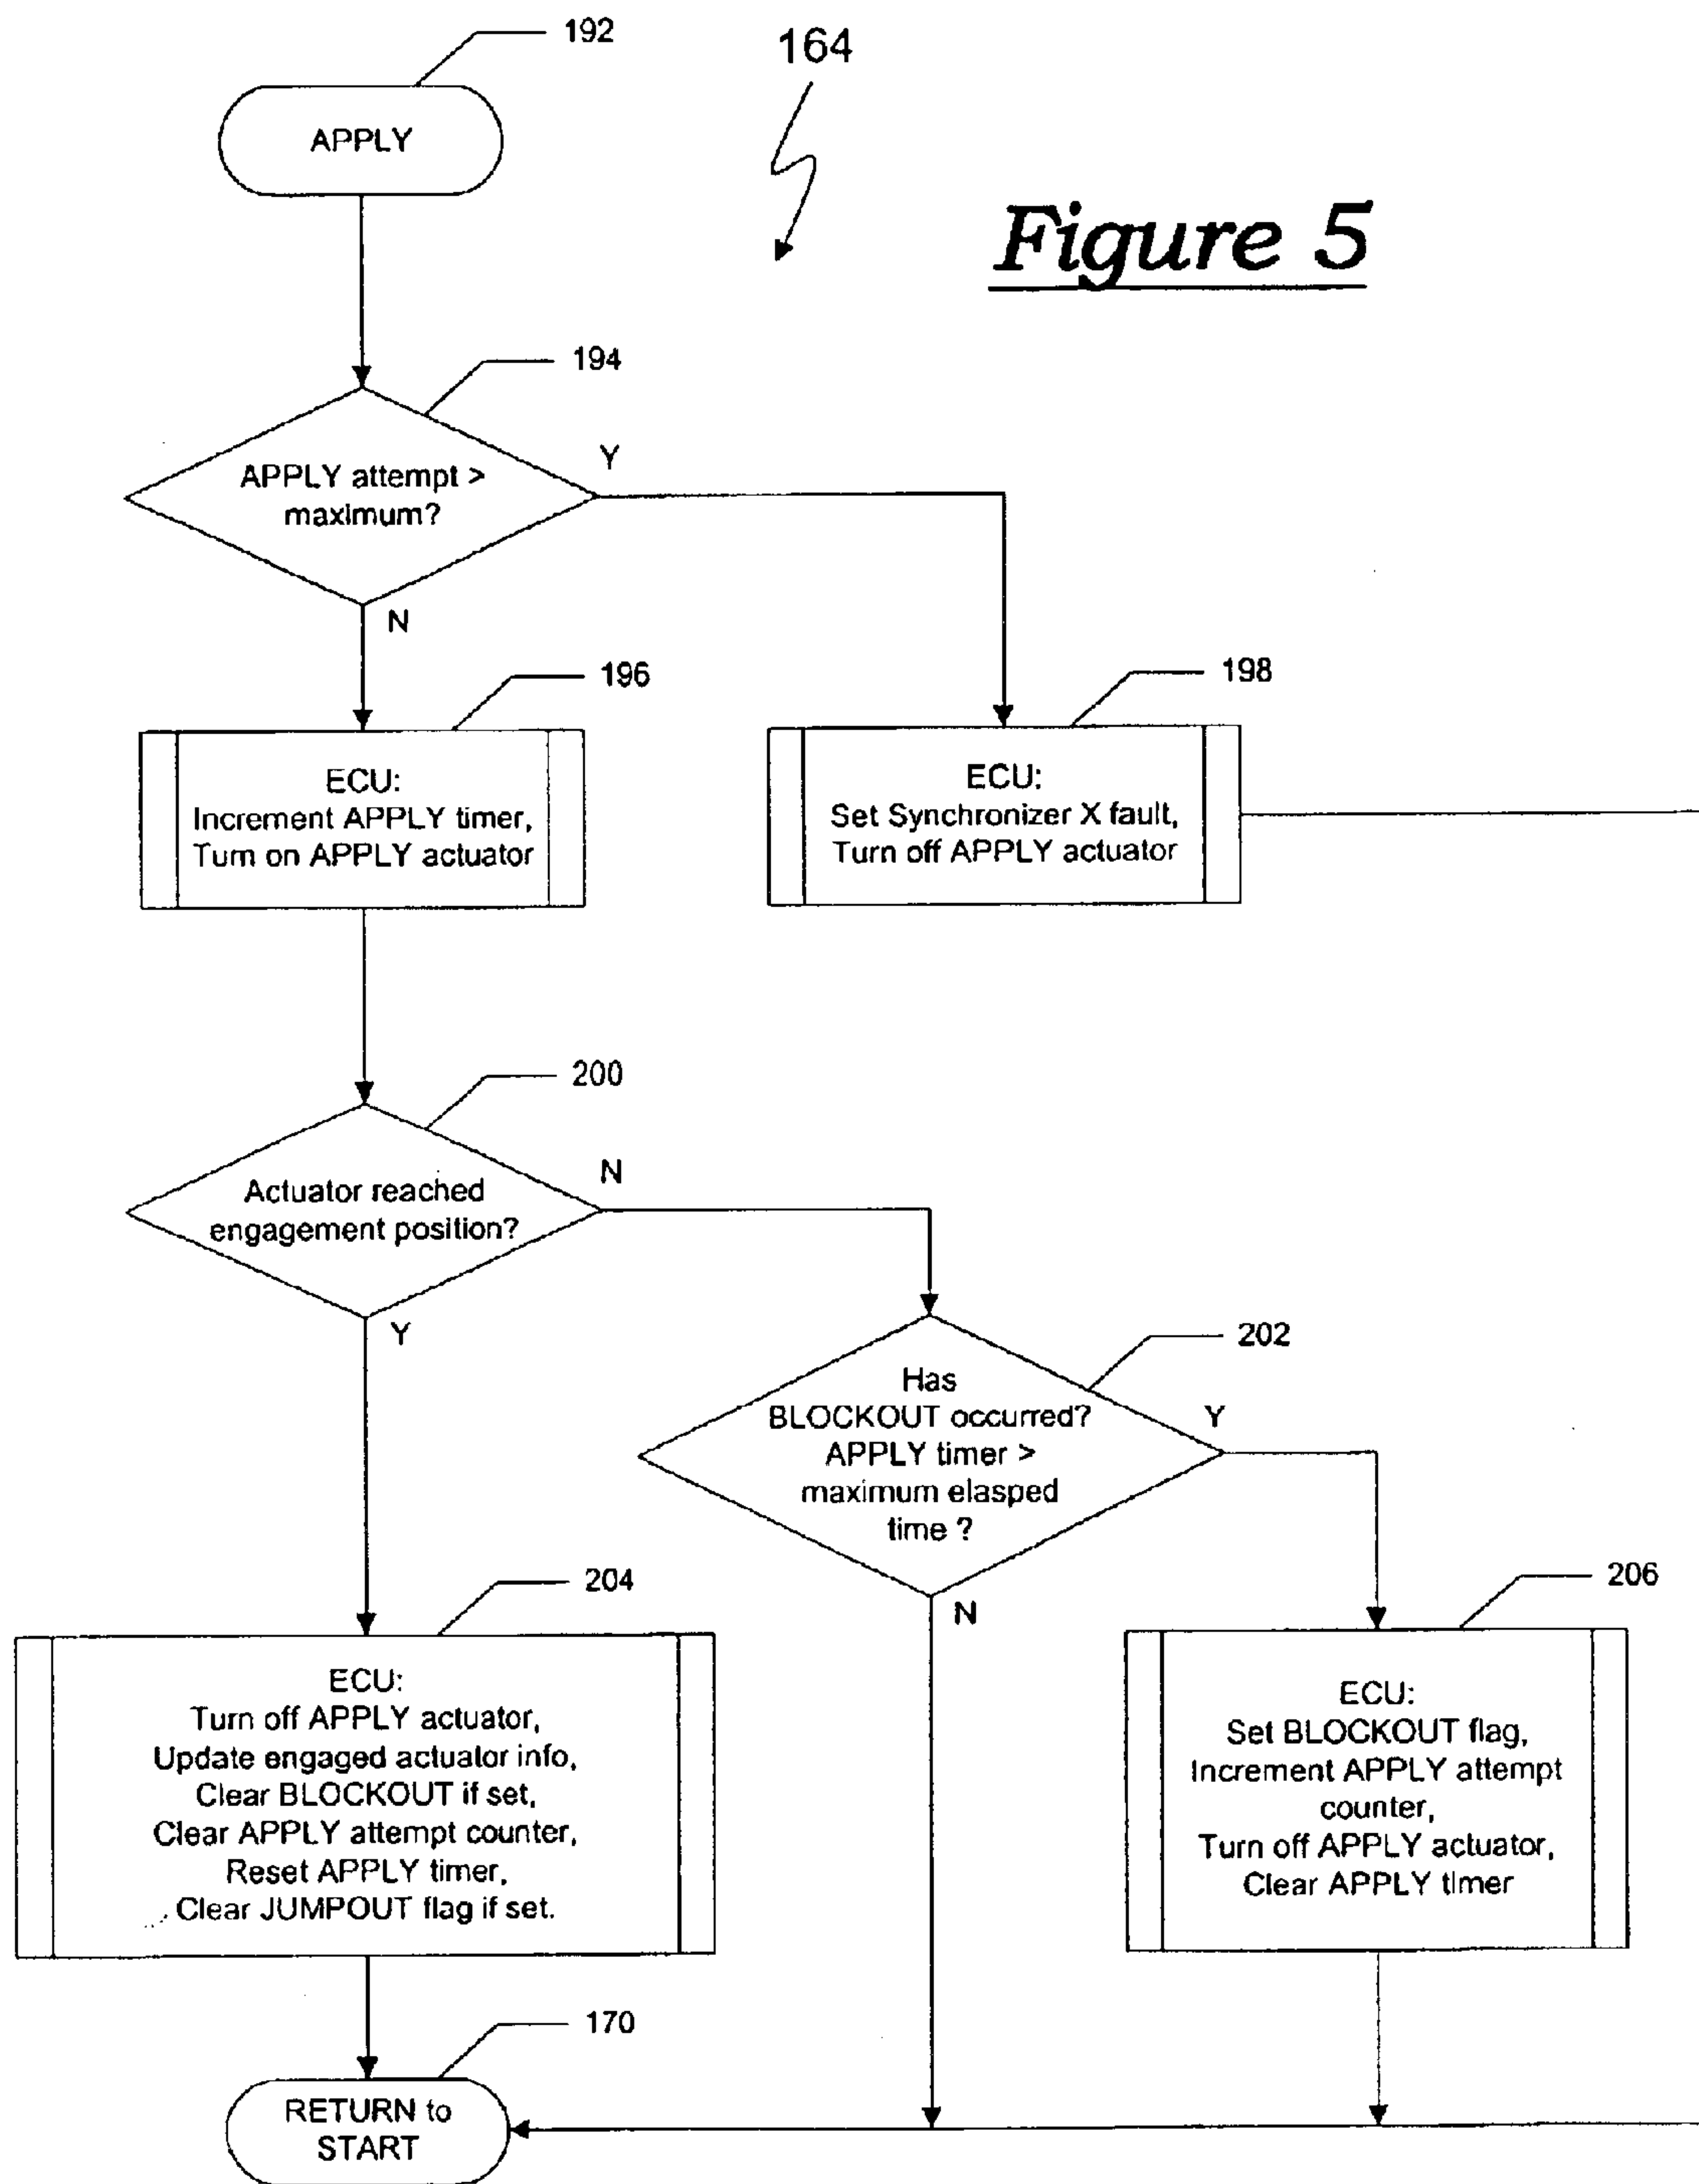 192
164
APPLY
Figure 5
194
APPLY attempt >
maximum?
Y
N
196
198
ECU:
Increment APPLY timer,
Turn on APPLY actuator
ECU:
Set Synchronizer X fault,
Turn off APPLY actuator
200
Actuator reached
engagement position?
N
Y
202
Has
BLOCKOUT occurred?
APPLY timer >
maximum elasped
time ?
Y
N
204
ECU:
Turn off APPLY actuator,
Update engaged actuator info,
Clear BLOCKOUT if set,
Clear APPLY attempt counter,
Reset APPLY timer,
Clear JUMPOUT flag if set.
206
ECU:
Set BLOCKOUT flag,
Increment APPLY attempt
counter,
Turn off APPLY actuator,
Clear APPLY timer
170
RETURN to
START